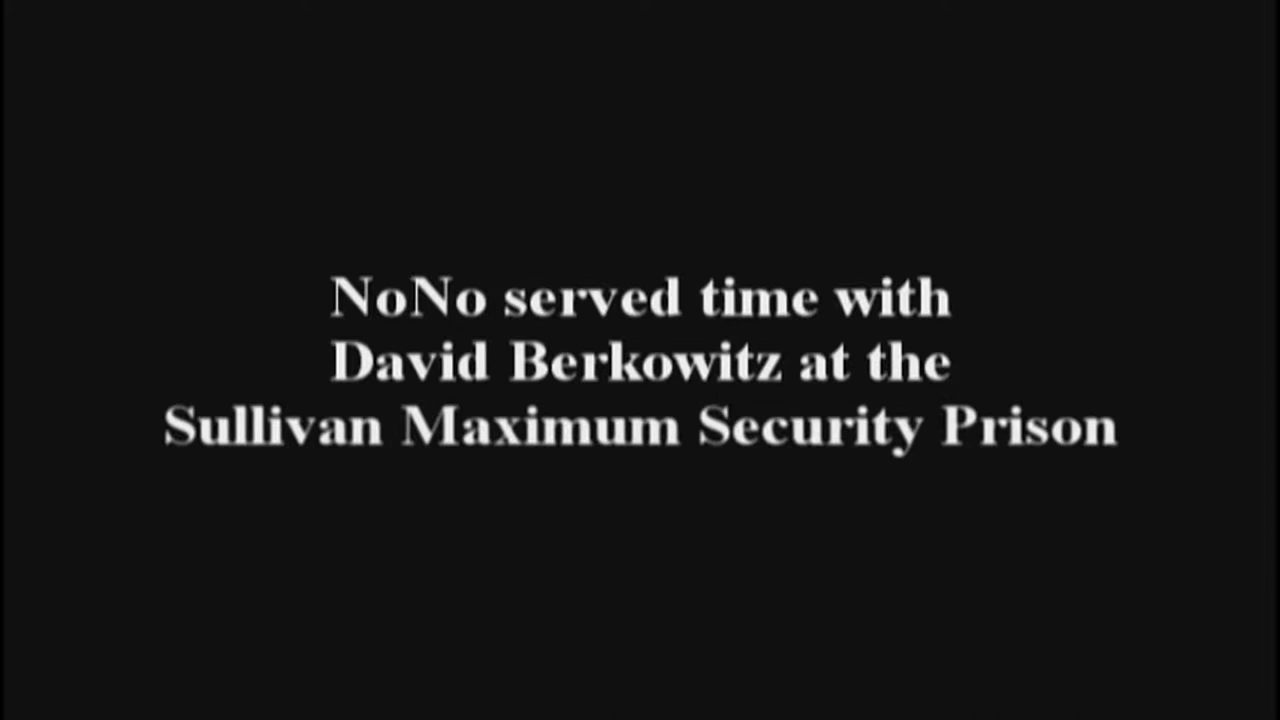 NoNo served time with
David Berkowitz at the
Sullivan Maximum Security Prison